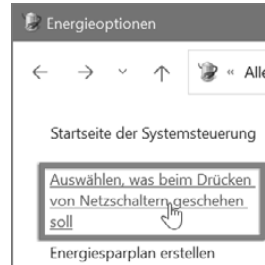 Energieoptionen
« Alle
Startseite der Systemsteuerung
Auswählen, was beim Drücken
von Netzschaltern geschehen
soll
Energiesparplan erstellen